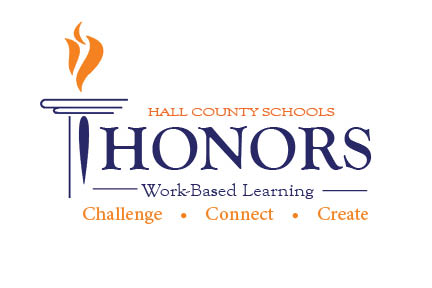 HALL COUNTY SCHOOLS
HONORS
Work-Based Learning
Challenge • Connect • Create